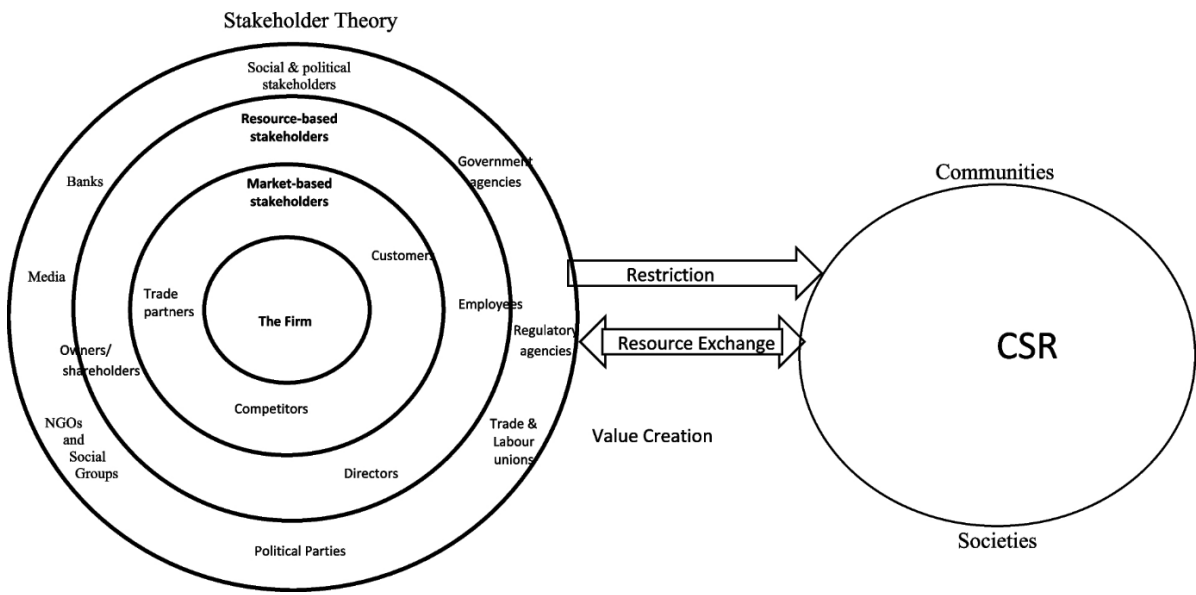 Stakeholder Theory
Social & political
stakeholders
Resource-based
stakeholders
Market-based
stakeholders
Government
agencies
Banks
Customers
Media
Trade
partners
The Firm
Employees
Regulatory
agencies
Owners/
shareholders
Competitors
NGOs
and
Social
Groups
Trade &
Labour
unions
Directors
Political Parties
Restriction
Resource Exchange
Value Creation
Communities
CSR
Societies